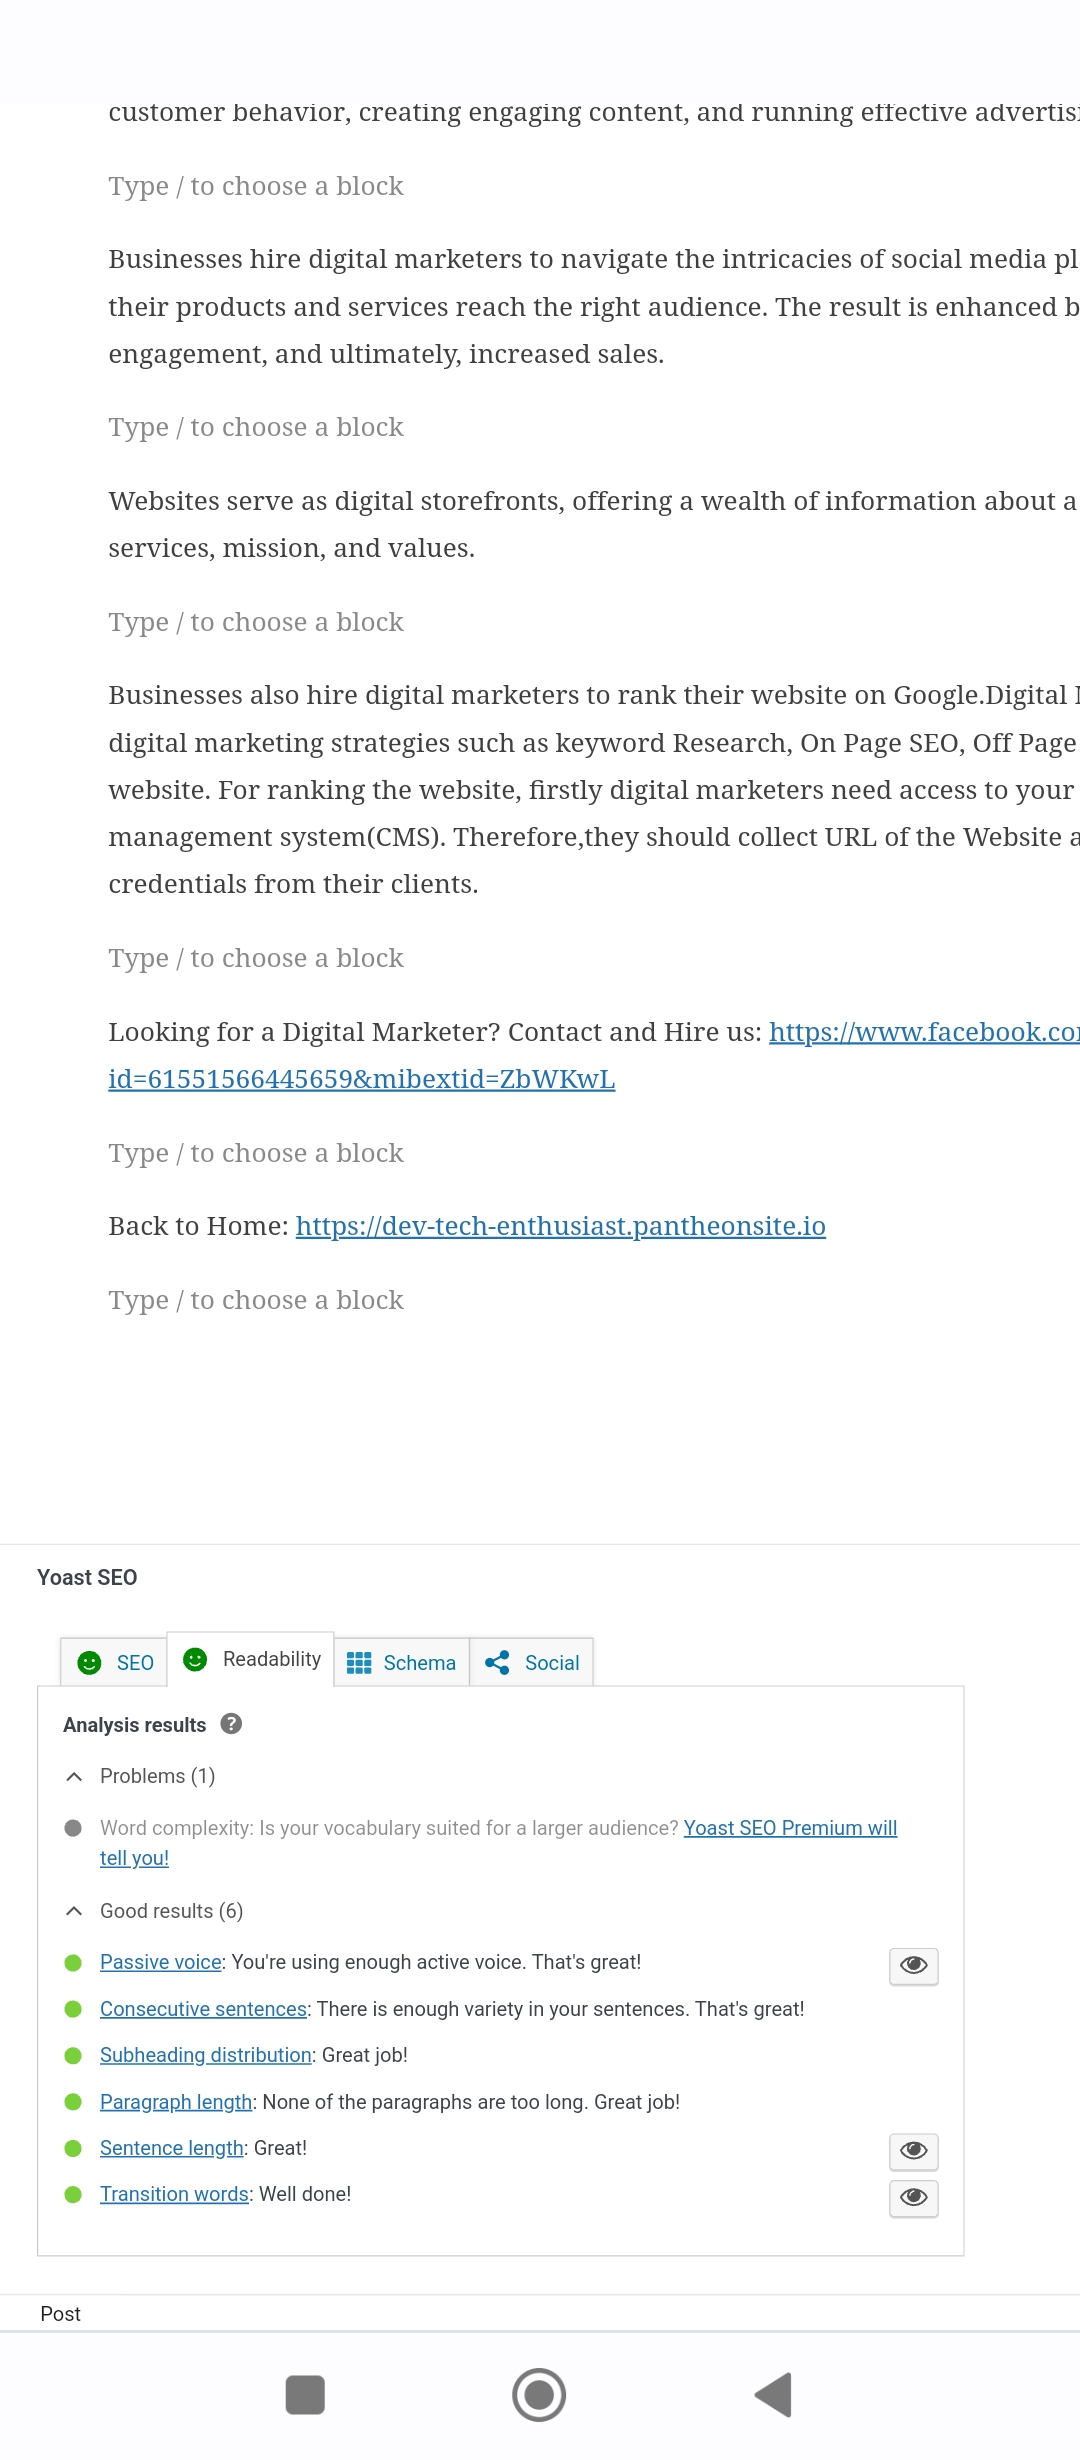 customer behavior, creating engaging content, and running effective
Type / to choose a block
Businesses hire digital marketers to navigate the intricacies of social media
their products and services reach the right audience. The result is enhanced
engagement, and ultimately, increased sales.
Type / to choose a block
Websites serve as digital storefronts, offering a wealth of information about a
services, mission, and values.
Type / to choose a block
Businesses also hire digital marketers to rank their website on Google.Digital
digital marketing strategies such as keyword Research, On Page SEO, Off Page
website. For ranking the website, firstly digital marketers need access to your
management system(CMS). Therefore,they should collect URL of the Website
credentials from their clients.
Type / to choose a block
Looking for a Digital Marketer? Contact and Hire us: https://www.facebook.co
id=61551566445659&mibextid=ZbWKwL
Type / to choose a block
Back to Home: https://dev-tech-enthusiast.pantheonsite.io
Type / to choose a block
Yoast SEO
SEO Readability Schema Social
Analysis results ?
Problems (1)
Word complexity: Is your vocabulary suited for a larger audience? Yoast SEO Premium will
tell you!
Good results (6)
Passive voice: You're using enough active voice. That's great!
Consecutive sentences: There is enough variety in your sentences. That's great!
Subheading distribution: Great job!
Paragraph length: None of the paragraphs are too long. Great job!
Sentence length: Great!
Transition words: Well done!
Post